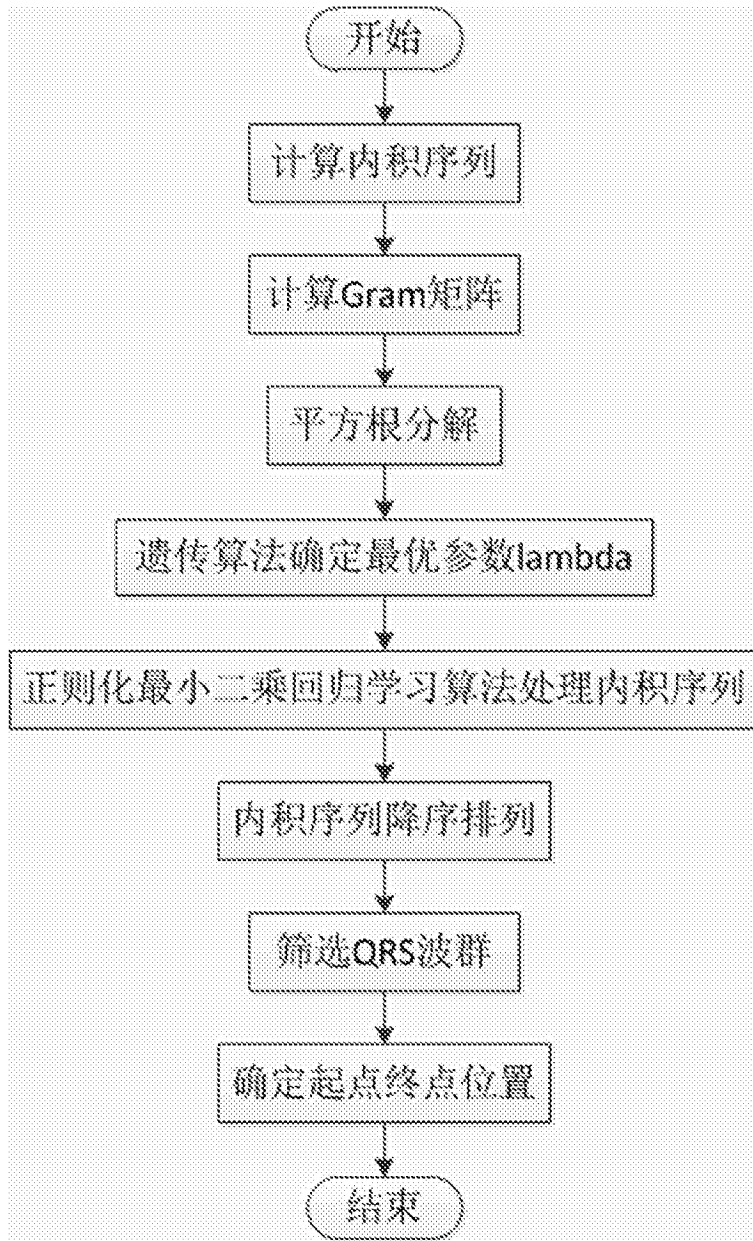 开始
计算内积序列
计算Gram矩阵
平方根分解
遗传算法确定最优参数lambda
正则化最小二乘回归学习算法处理内积序列
内积序列降序排列
筛选QRS波群
确定起点终点位置
结束